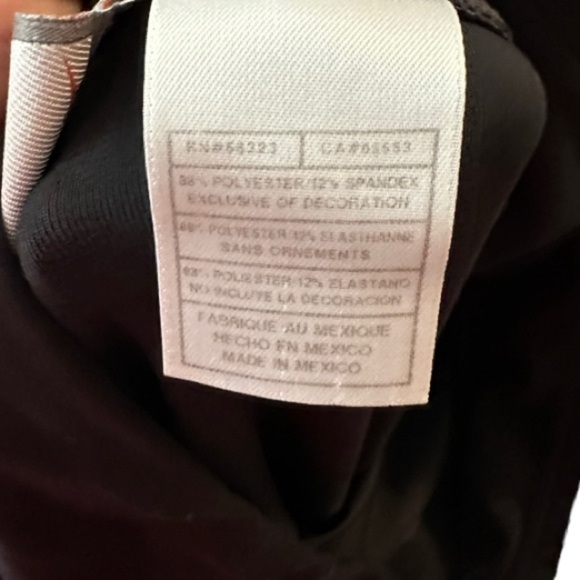 RN#56323 CA#05553
88% POLYESTER/12% SPANDEX
EXCLUSIVE OF DECORATION
88% POLYESTER 12% ELASTHANNE
SANS ORNEMENTS
88% POLIESTER 12% ELASTANO
NO INCLUYE LA DECORACION
FABRIQUE AU MEXIQUE
HECHO EN MEXICO
MADE IN MEXICO